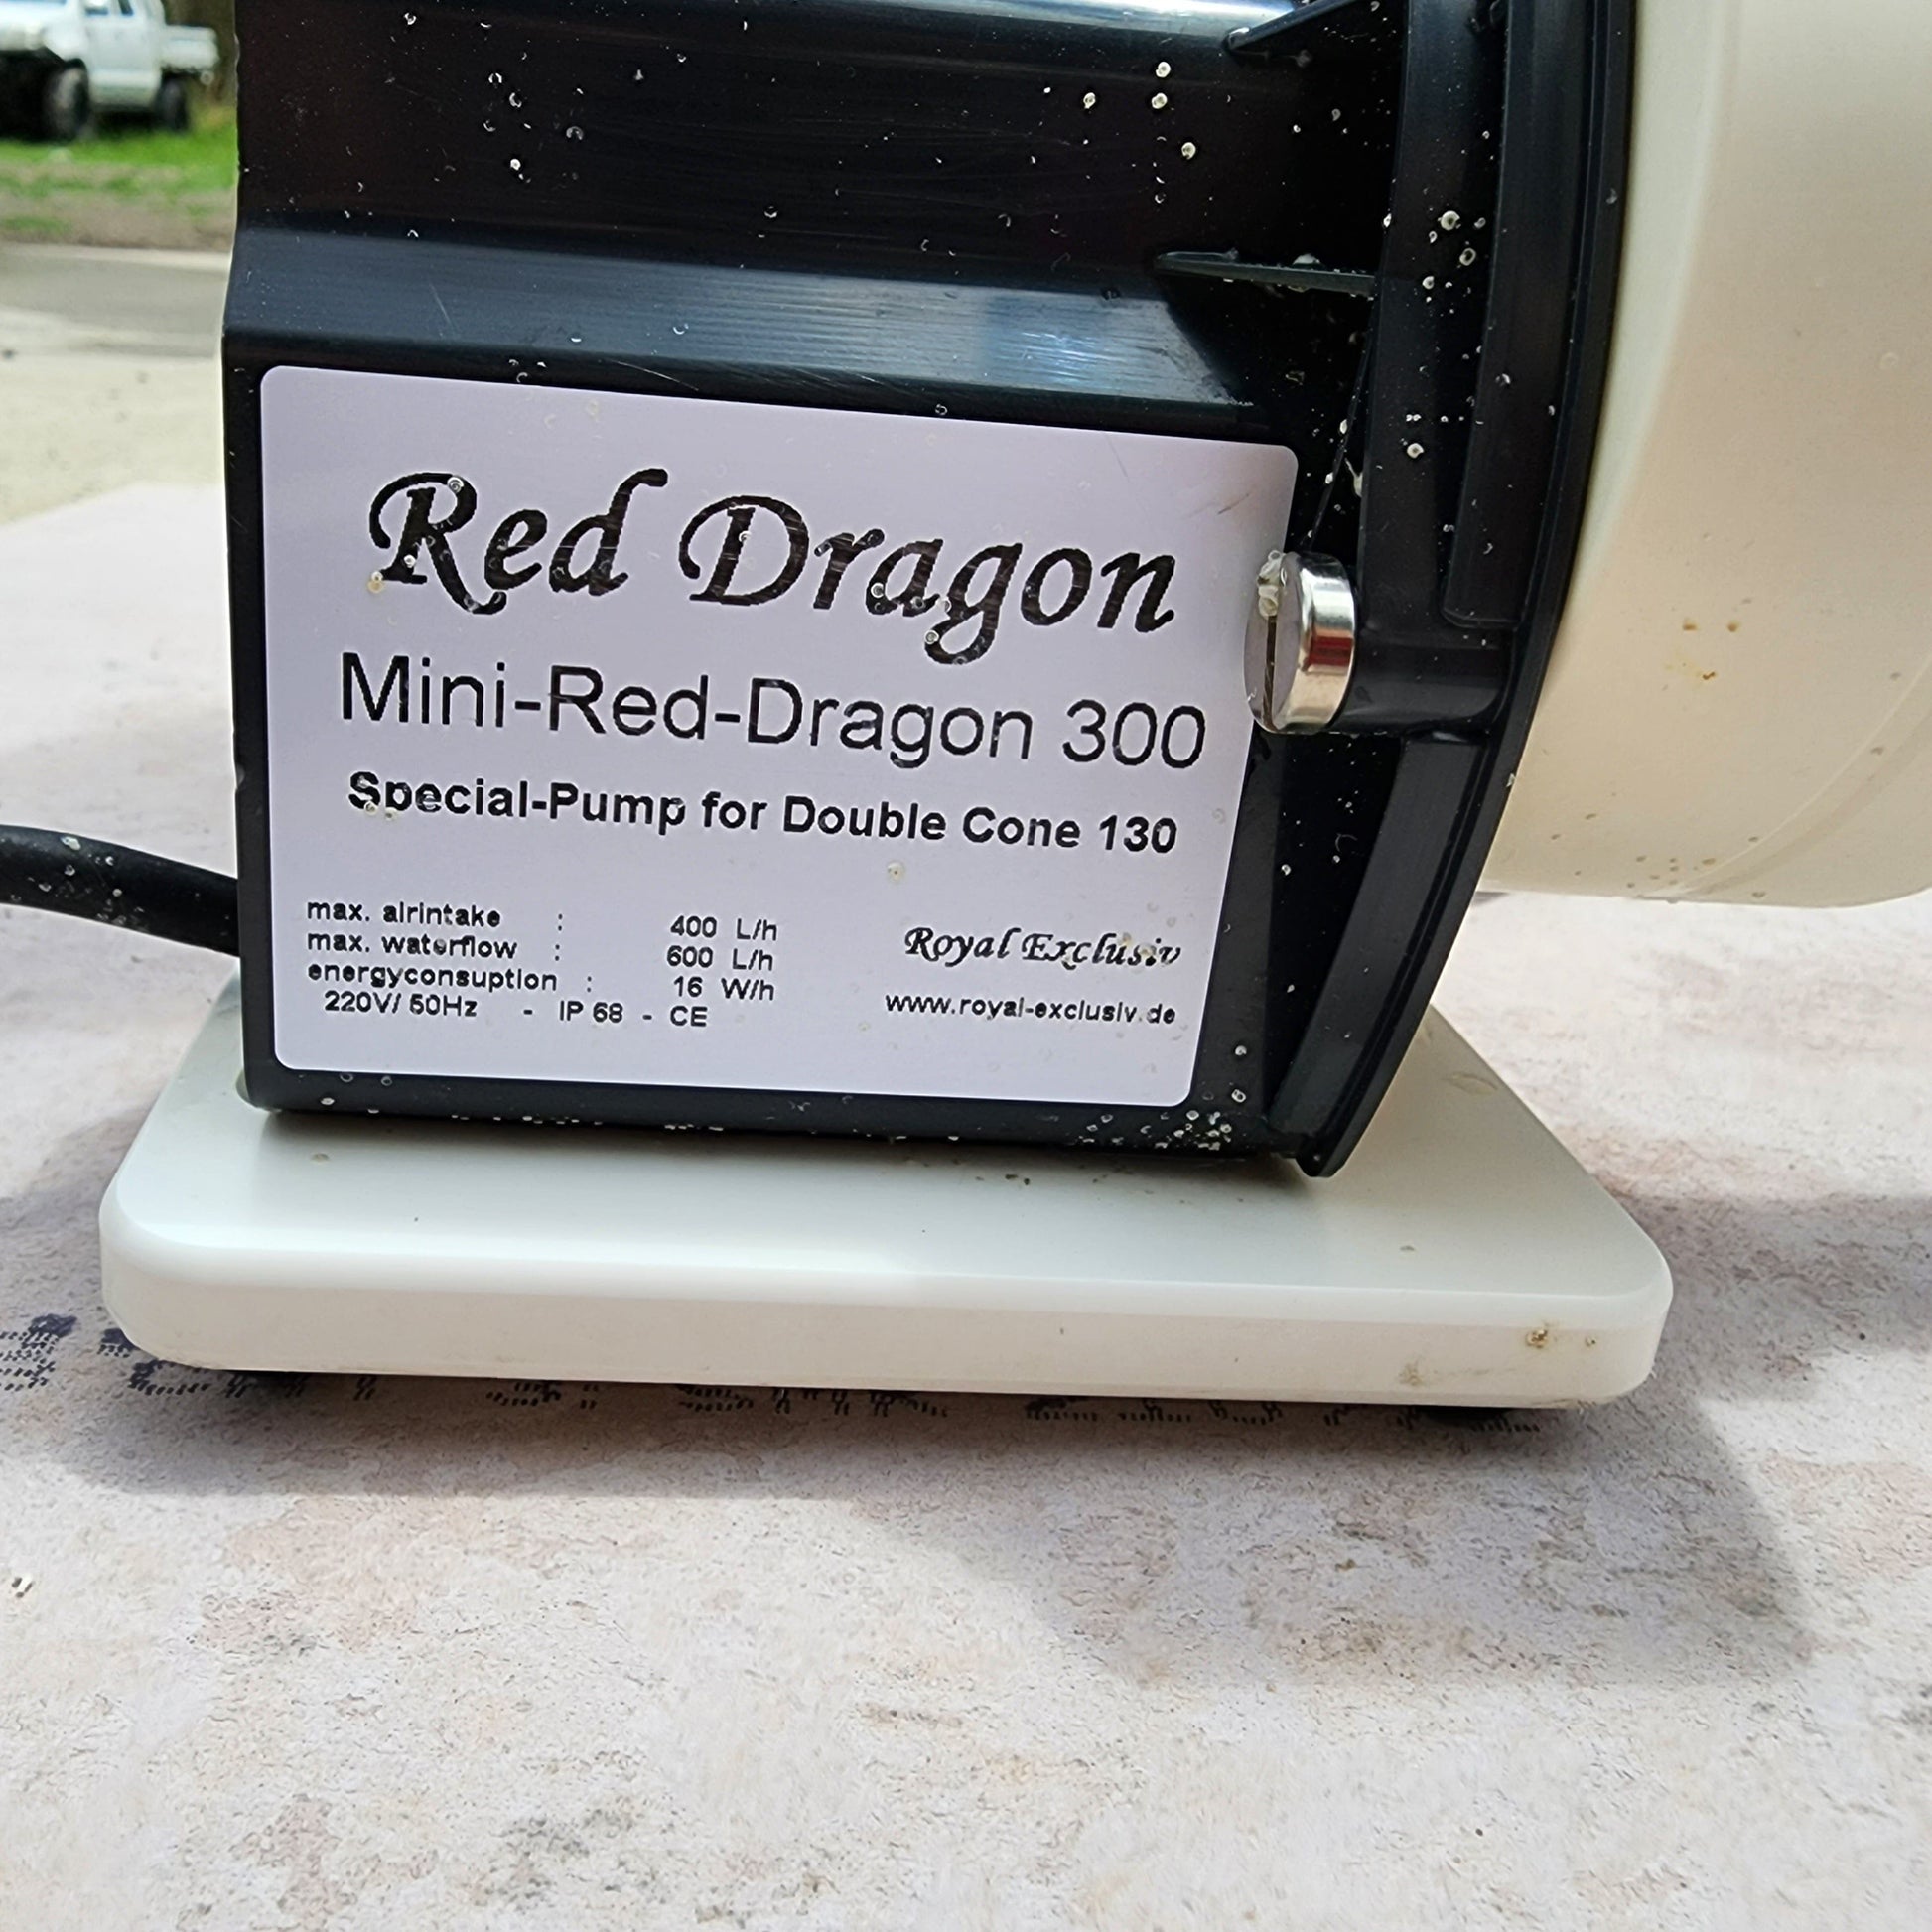 Red Dragon
Mini-Red-Dragon 300
Special-Pump for Double Cone 130
max. airintake : 400 L/h
max. waterflow : 600 L/h
energyconsuption : 16 W/h
220V/ 50Hz - IP 68 - CE
Royal Exclusiv
www.royal-exclusiv.de